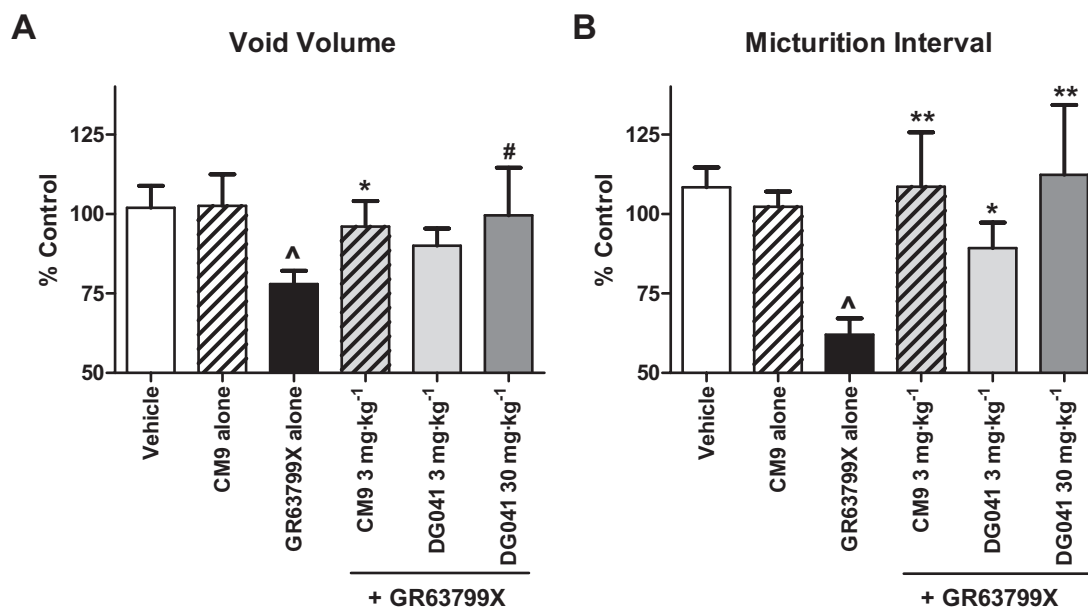 A
Void Volume
% Control
125
100
75
50
^
*
#
Vehicle
CM9 alone
GR63799X alone
CM9 3 mg·kg⁻¹
DG041 3 mg·kg⁻¹
DG041 30 mg·kg⁻¹
+ GR63799X
B
Micturition Interval
% Control
125
100
75
50
^
**
*
**
Vehicle
CM9 alone
GR63799X alone
CM9 3 mg·kg⁻¹
DG041 3 mg·kg⁻¹
DG041 30 mg·kg⁻¹
+ GR63799X